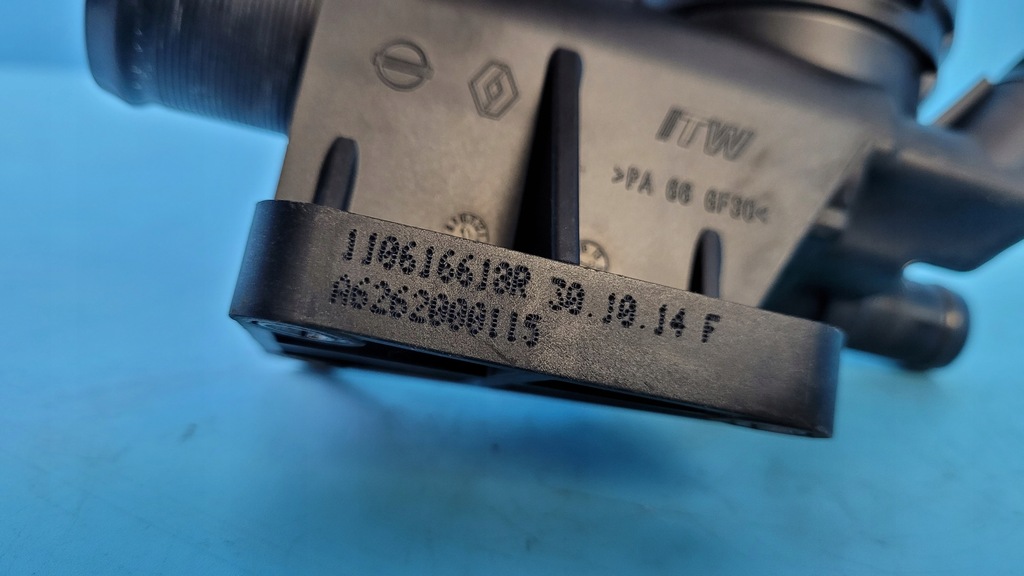 ITW
>PA 66 GF30<
110616610R 30.10.14 F
A6262000115